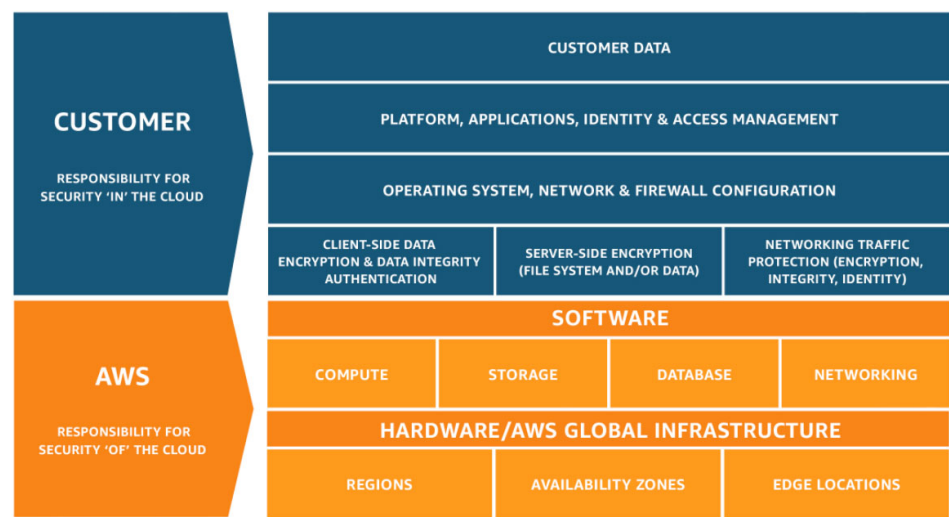 CUSTOMER
RESPONSIBILITY FOR
SECURITY ‘IN’ THE CLOUD
CUSTOMER DATA
PLATFORM, APPLICATIONS, IDENTITY & ACCESS MANAGEMENT
OPERATING SYSTEM, NETWORK & FIREWALL CONFIGURATION
CLIENT-SIDE DATA
ENCRYPTION & DATA INTEGRITY
AUTHENTICATION
SERVER-SIDE ENCRYPTION
(FILE SYSTEM AND/OR DATA)
NETWORKING TRAFFIC
PROTECTION (ENCRYPTION,
INTEGRITY, IDENTITY)
AWS
RESPONSIBILITY FOR
SECURITY ‘OF’ THE CLOUD
SOFTWARE
COMPUTE
STORAGE
DATABASE
NETWORKING
HARDWARE/AWS GLOBAL INFRASTRUCTURE
REGIONS
AVAILABILITY ZONES
EDGE LOCATIONS